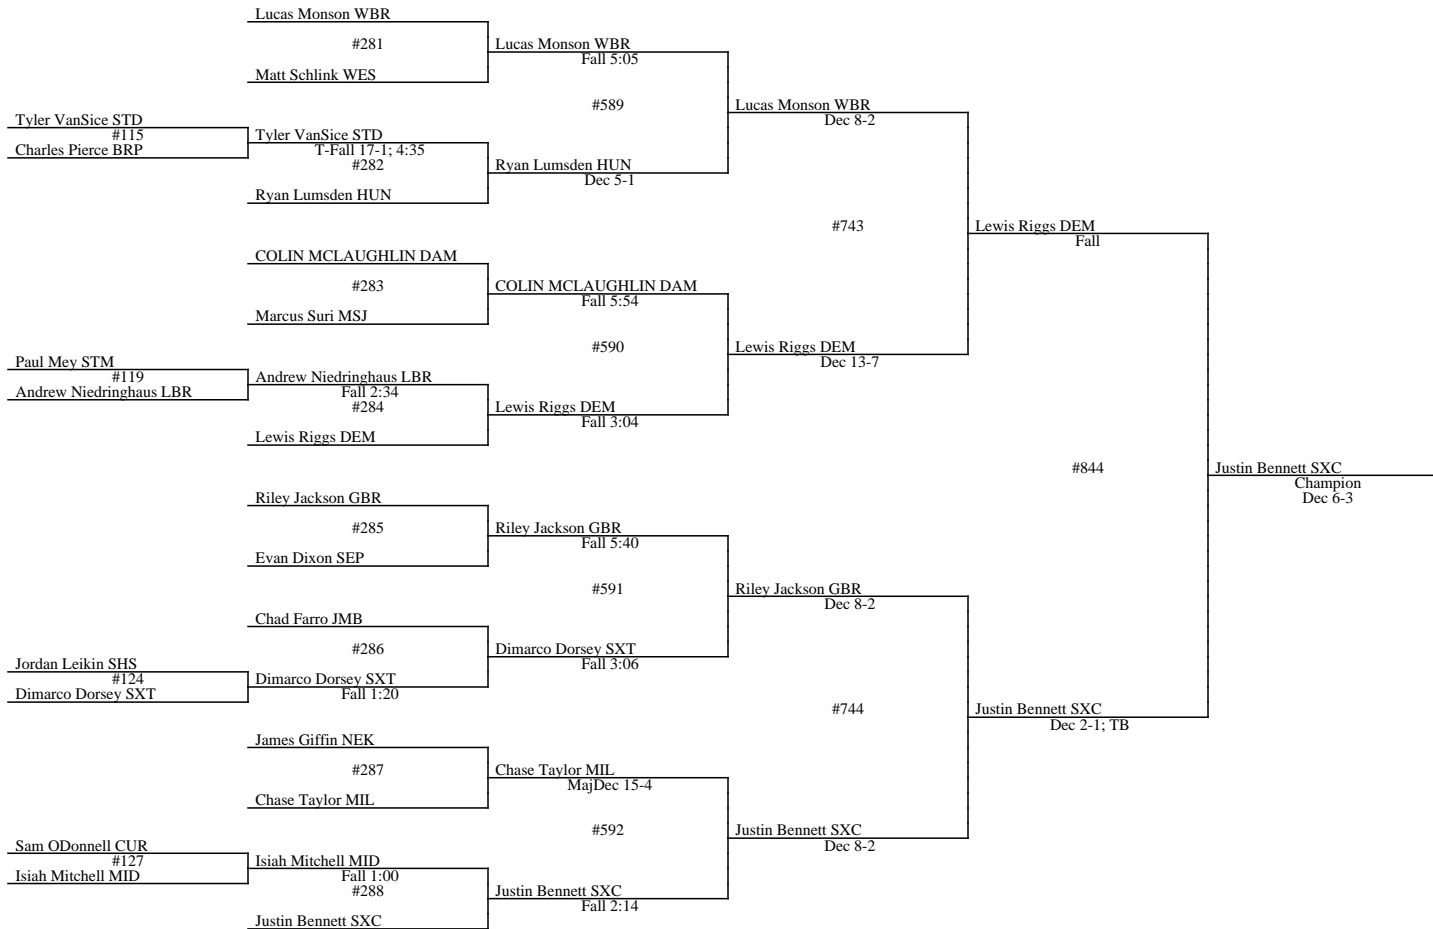 Lucas Monson WBR
#281
Lucas Monson WBR
Fall 5:05
Matt Schlink WES
#589
Lucas Monson WBR
Dec 8-2
Tyler VanSice STD
#115
Charles Pierce BRP
Tyler VanSice STD
T-Fall 17-1; 4:35
#282
Ryan Lumsden HUN
Dec 5-1
Ryan Lumsden HUN
#743
Lewis Riggs DEM
Fall
COLIN MCLAUGHLIN DAM
#283
COLIN MCLAUGHLIN DAM
Fall 5:54
Marcus Suri MSJ
#590
Lewis Riggs DEM
Dec 13-7
Paul Mey STM
#119
Andrew Niedringhaus LBR
Andrew Niedringhaus LBR
Fall 2:34
#284
Lewis Riggs DEM
Fall 3:04
Lewis Riggs DEM
#844
Justin Bennett SXC
Champion
Dec 6-3
Riley Jackson GBR
#285
Riley Jackson GBR
Fall 5:40
Evan Dixon SEP
#591
Riley Jackson GBR
Dec 8-2
Chad Farro JMB
#286
Dimarco Dorsey SXT
Fall 3:06
Jordan Leikin SHS
#124
Dimarco Dorsey SXT
Dimarco Dorsey SXT
Fall 1:20
#744
Justin Bennett SXC
Dec 2-1; TB
James Giffin NEK
#287
Chase Taylor MIL
MajDec 15-4
Chase Taylor MIL
#592
Justin Bennett SXC
Dec 8-2
Sam ODonnell CUR
#127
Isiah Mitchell MID
Isiah Mitchell MID
Fall 1:00
#288
Justin Bennett SXC
Fall 2:14
Justin Bennett SXC